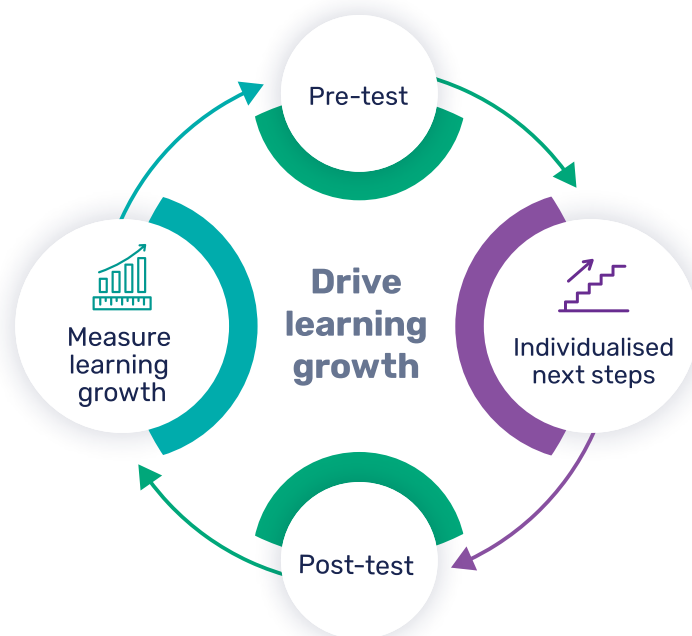 Pre-test
Drive
learning
growth
Measure
learning
growth
Individualised
next steps
Post-test